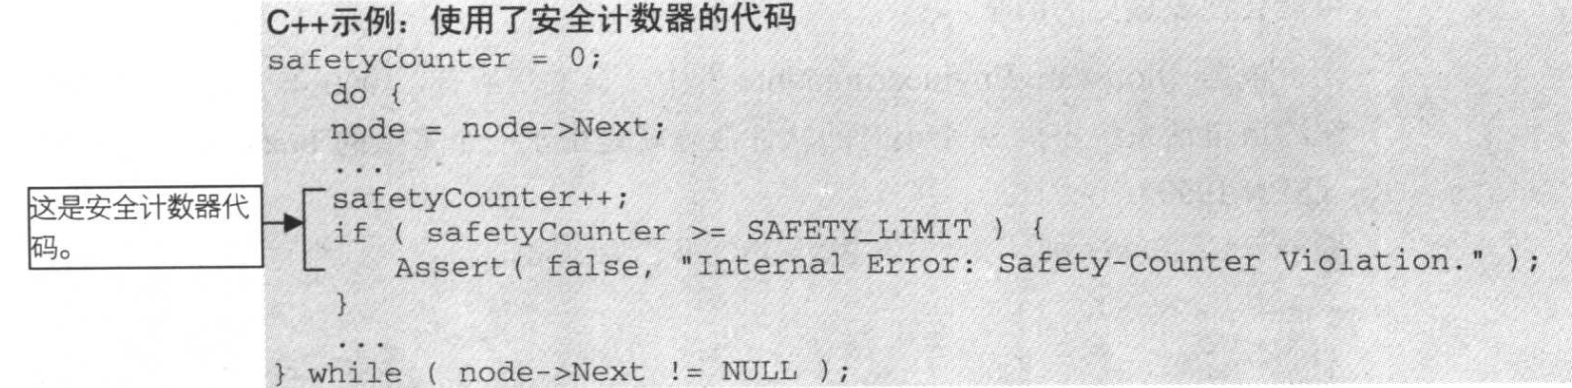 C++示例：使用了安全计数器的代码
safetyCounter = 0;
do {
node = node->Next;
...
safetyCounter++;
if ( safetyCounter >= SAFETY_LIMIT ) {
Assert( false, "Internal Error: Safety-Counter Violation." );
}
...
} while ( node->Next != NULL );
这是安全计数器代
码。